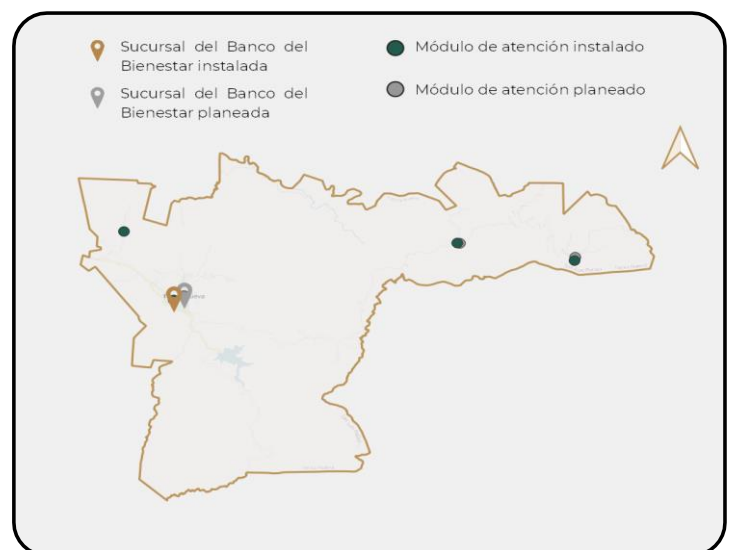 Sucursal del Banco del
Bienestar instalada
Sucursal del Banco del
Bienestar planeada
Módulo de atención instalado
Módulo de atención planeado